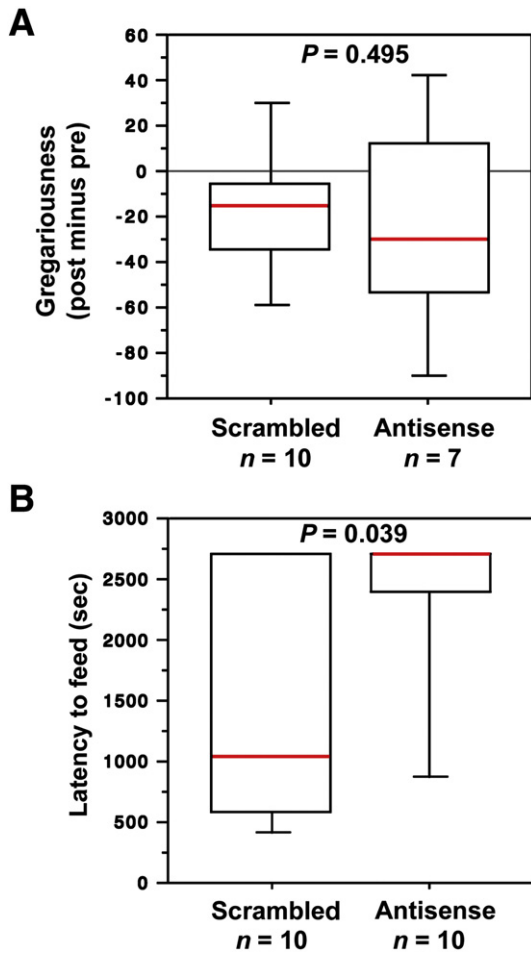 A
P = 0.495
Gregariousness
(post minus pre)
60
40
20
0
-20
-40
-60
-80
-100
Scrambled Antisense
n = 10 n = 7
B
P = 0.039
Latency to feed (sec)
3000
2500
2000
1500
1000
500
0
Scrambled Antisense
n = 10 n = 10